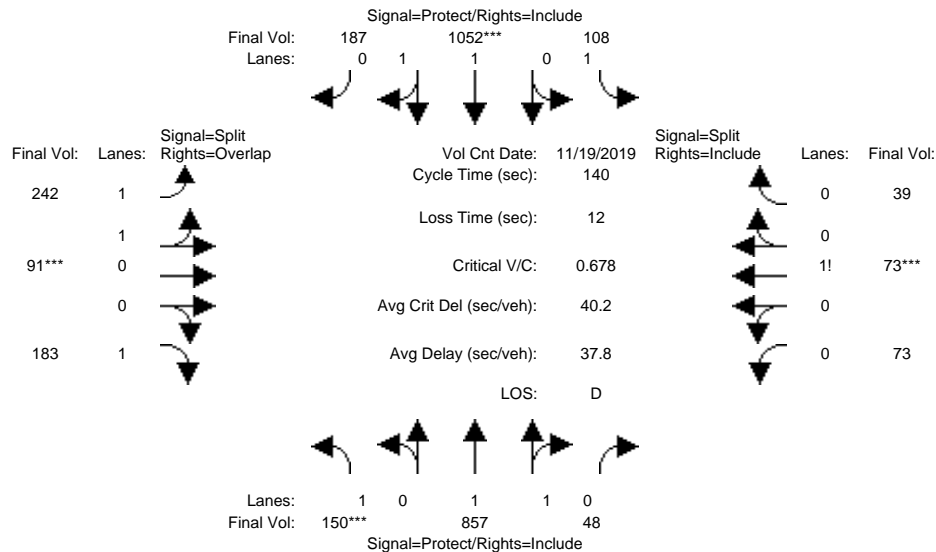 Signal=Protect/Rights=Include
Final Vol: 187 1052*** 108
Lanes: 0 1 1 0 1
Signal=Split
Final Vol: Lanes: Rights=Overlap
Vol Cnt Date: 11/19/2019
Signal=Split
Rights=Include Lanes: Final Vol:
Cycle Time (sec): 140
242 1
0 39
Loss Time (sec): 12
1
0
91*** 0
Critical V/C: 0.678
1! 73***
0
Avg Crit Del (sec/veh): 40.2
0
183 1
Avg Delay (sec/veh): 37.8
0 73
LOS: D
Lanes: 1 0 1 1 0
Final Vol: 150*** 857 48
Signal=Protect/Rights=Include